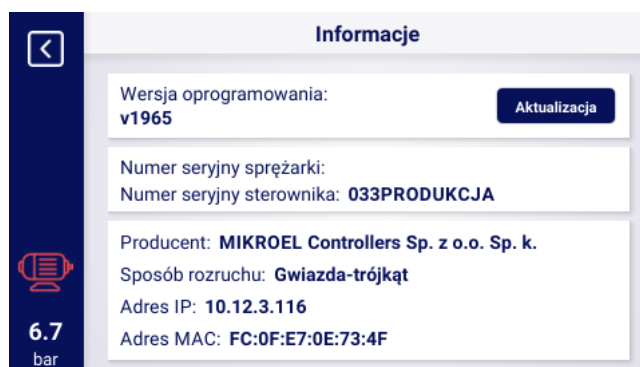 Informacje
Wersja oprogramowania:
v1965
Aktualizacja
Numer seryjny sprężarki:
Numer seryjny sterownika: 033PRODUKCJA
Producent: MIKROEL Controllers Sp. z o.o. Sp. k.
Sposób rozruchu: Gwiazda-trójkąt
Adres IP: 10.12.3.116
Adres MAC: FC:0F:E7:0E:73:4F
6.7
bar